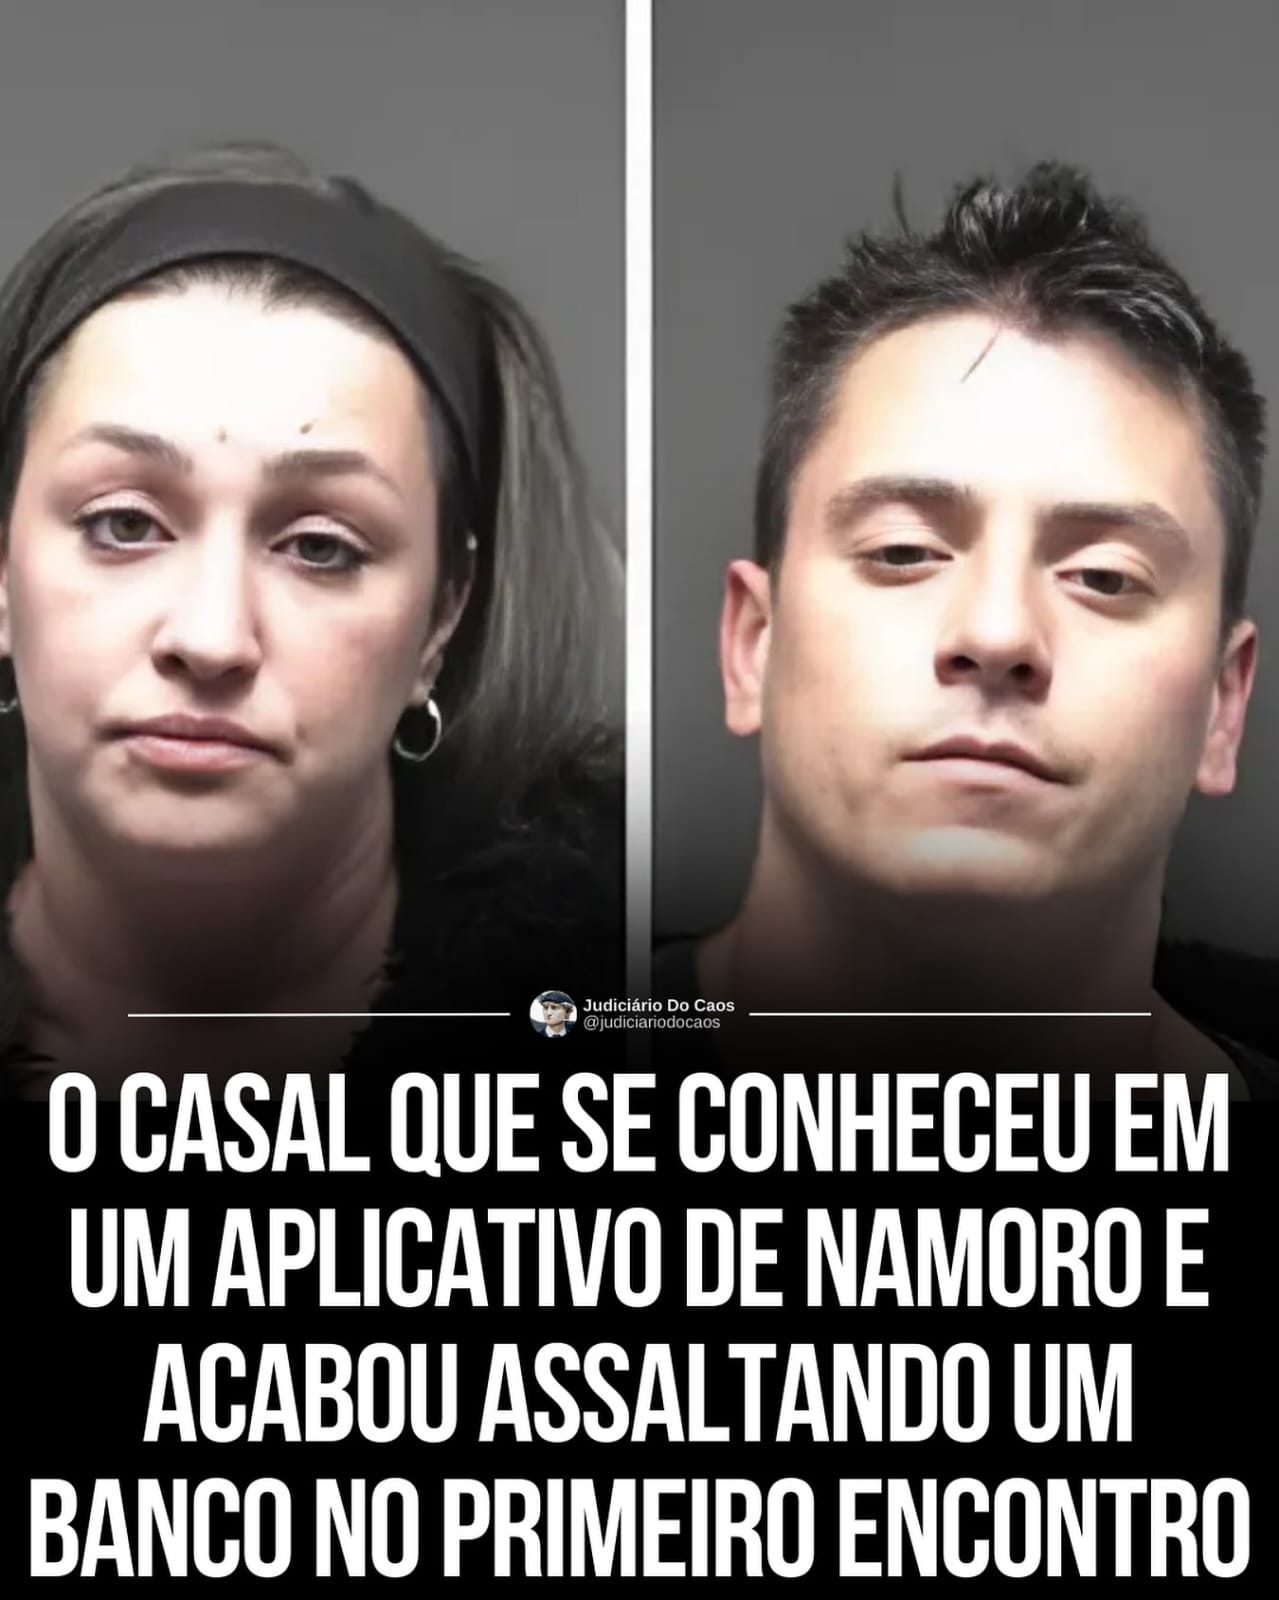 Judiciário Do Caos
@judiciariodocaos
O CASAL QUE SE CONHECEU EM
UM APLICATIVO DE NAMORO E
ACABOU ASSALTANDO UM
BANCO NO PRIMEIRO ENCONTRO